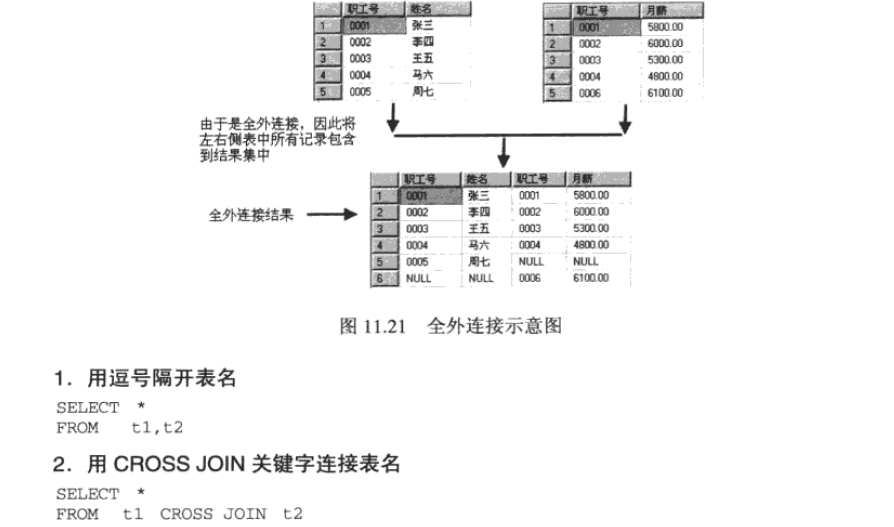 职工号 姓名
1 0001 张三
2 0002 李四
3 0003 王五
4 0004 马六
5 0005 周七
职工号 月薪
1 0001 5800.00
2 0002 6000.00
3 0003 5300.00
4 0004 4800.00
5 0006 6100.00
由于是全外连接，因此将
左右侧表中所有记录包含
到结果集中
职工号 姓名 职工号 月薪
1 0001 张三 0001 5800.00
2 0002 李四 0002 6000.00
3 0003 王五 0003 5300.00
4 0004 马六 0004 4800.00
5 0005 周七 NULL NULL
6 NULL NULL 0006 6100.00
全外连接结果
图 11.21 全外连接示意图
1．用逗号隔开表名
SELECT *
FROM t1,t2
2．用 CROSS JOIN 关键字连接表名
SELECT *
FROM t1 CROSS JOIN t2